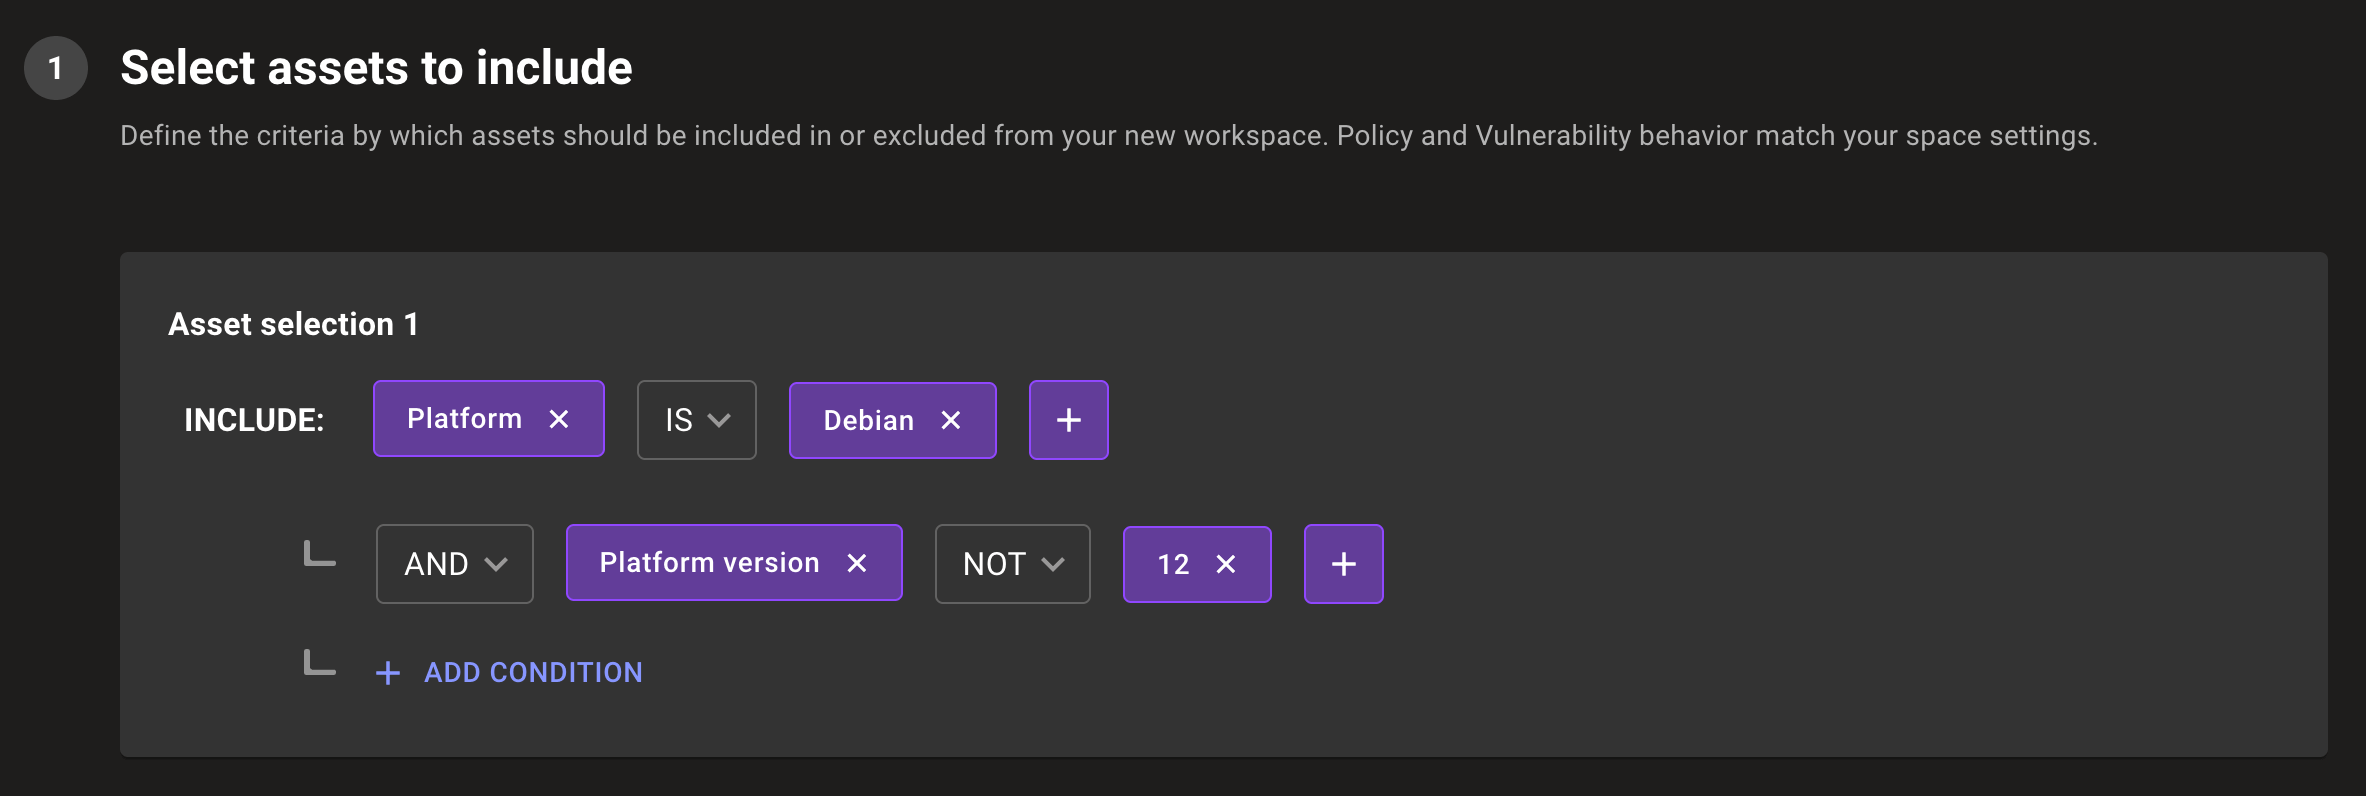 1
Select assets to include
Define the criteria by which assets should be included in or excluded from your new workspace. Policy and Vulnerability behavior match your space settings.
Asset selection 1
INCLUDE: Platform IS Debian
AND Platform version NOT 12
+ ADD CONDITION